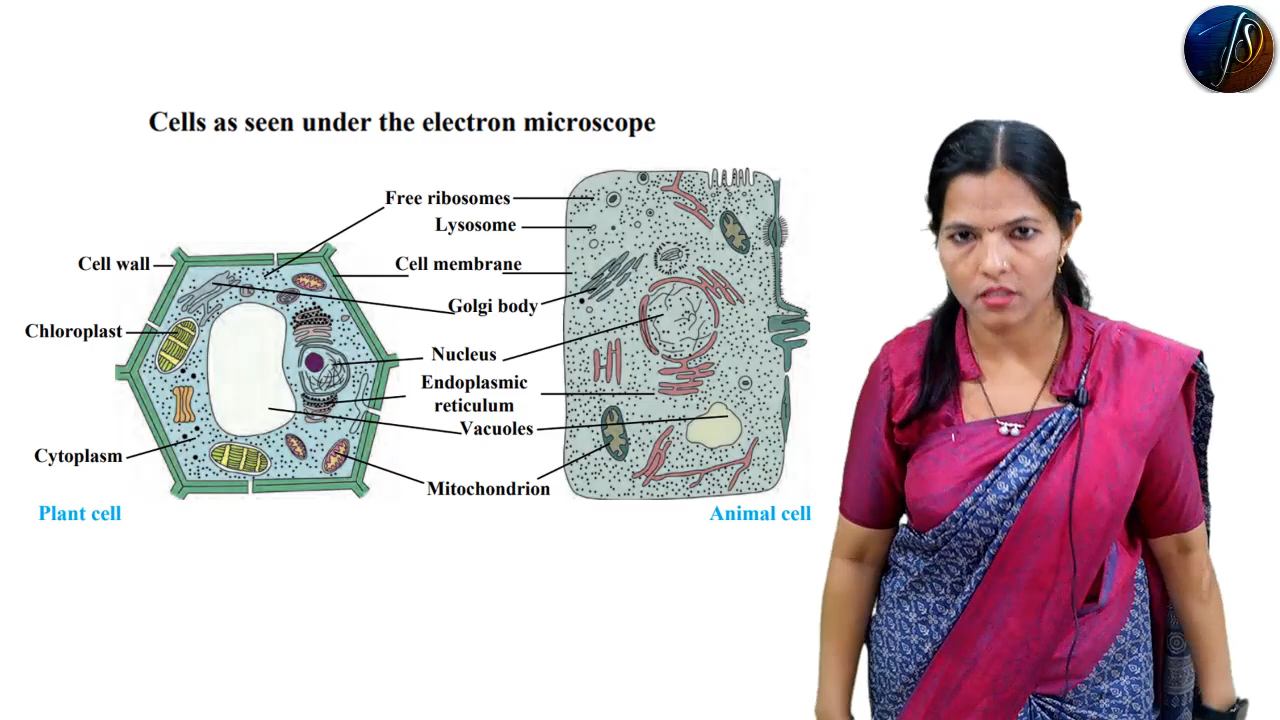 Cells as seen under the electron microscope
Free ribosomes
Lysosome
Cell wall
Cell membrane
Golgi body
Chloroplast
Nucleus
Endoplasmic
reticulum
Vacuoles
Cytoplasm
Mitochondrion
Plant cell
Animal cell